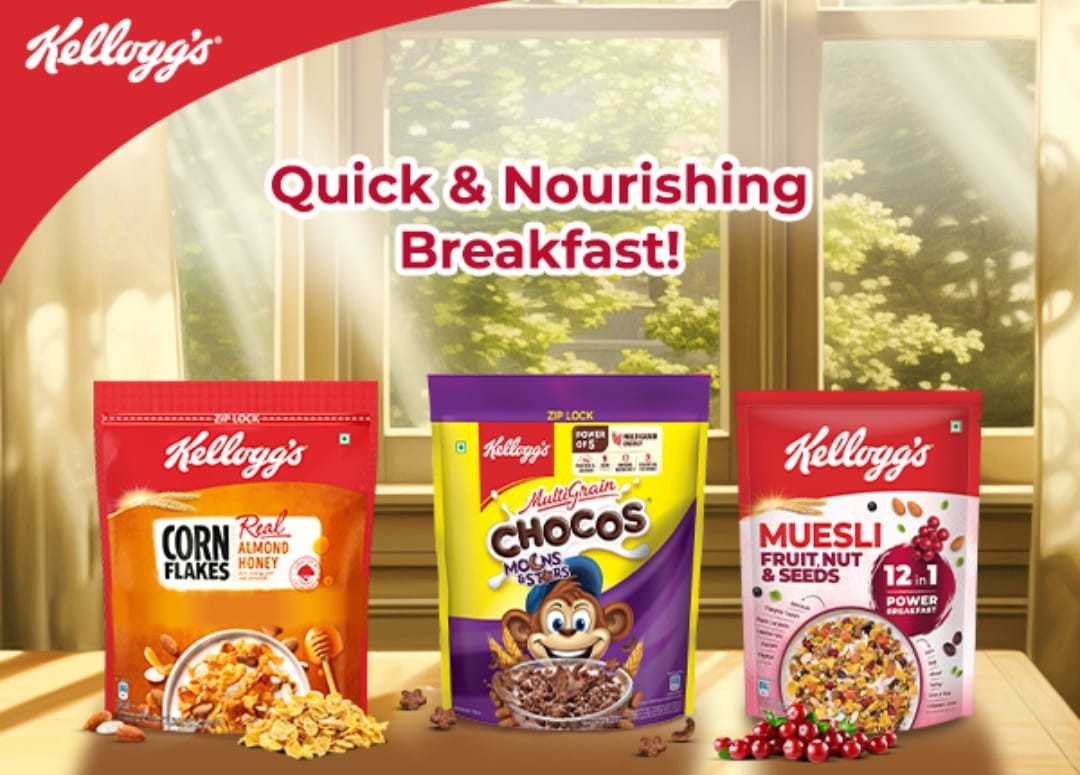 Kellogg's
Quick & Nourishing
Breakfast!
ZIP LOCK
Kellogg's
CORN
FLAKES
Real
ALMOND
HONEY
ZIP LOCK
Kellogg's
POWER
OF 5
MULTIGRAIN
MultiGrain
CHOCOS
MOONS
& STARS
Kellogg's
MUESLI
FRUIT, NUT
& SEEDS
12 in 1
POWER
BREAKFAST